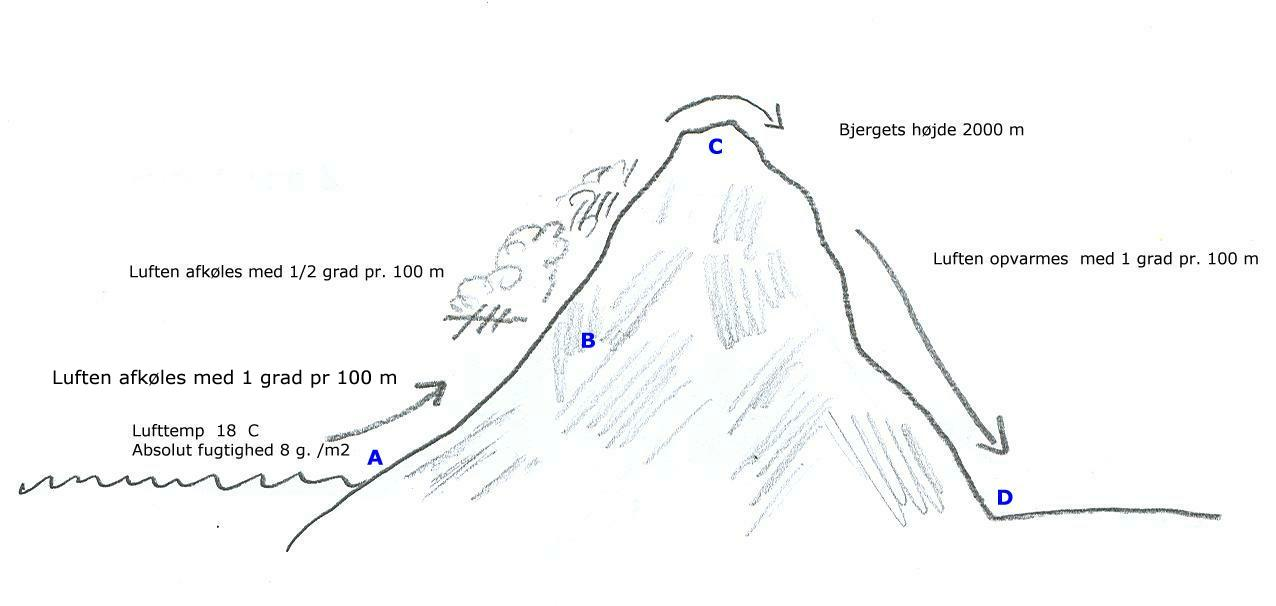 Bjergets højde 2000 m
C
Luften opvarmes  med 1 grad pr. 100 m
Luften afkøles med 1/2 grad pr. 100 m
B
Luften afkøles med 1 grad pr 100 m
Lufttemp  18  C
Absolut fugtighed 8 g. /m2
A
D